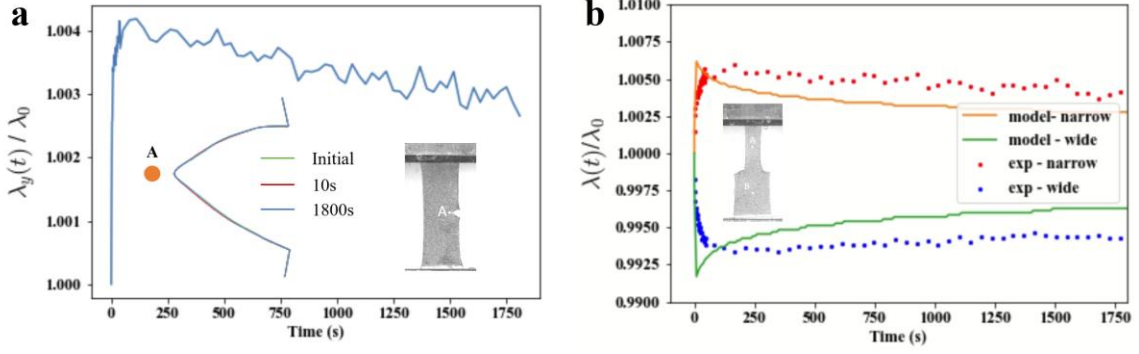 a
λ_y(t) / λ_0
1.004
1.003
1.002
1.001
1.000
0
250
500
750
1000
1250
1500
1750
Time (s)
A
Initial
10s
1800s
A
b
λ(t)/λ_0
1.0100
1.0075
1.0050
1.0025
1.0000
0.9975
0.9950
0.9925
0.9900
0
250
500
750
1000
1250
1500
1750
Time (s)
model- narrow
model - wide
exp - narrow
exp - wide
A
B